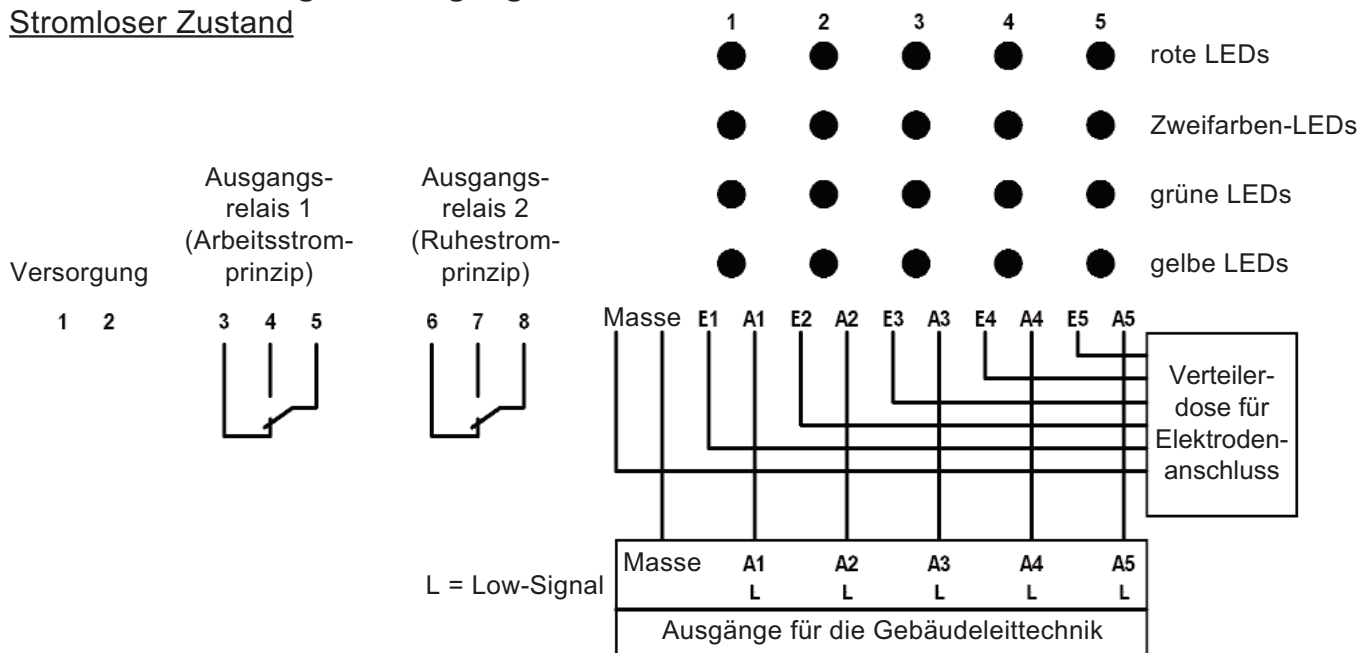 Stromloser Zustand
1 2 3 4 5
rote LEDs
Zweifarben-LEDs
grüne LEDs
gelbe LEDs
Versorgung
1 2
Ausgangs-
relais 1
(Arbeitsstrom-
prinzip)
3 4 5
Ausgangs-
relais 2
(Ruhestrom-
prinzip)
6 7 8
Masse E1 A1 E2 A2 E3 A3 E4 A4 E5 A5
Verteiler-
dose für
Elektroden-
anschluss
L = Low-Signal
Masse A1 A2 A3 A4 A5
L L L L L
Ausgänge für die Gebäudeleittechnik